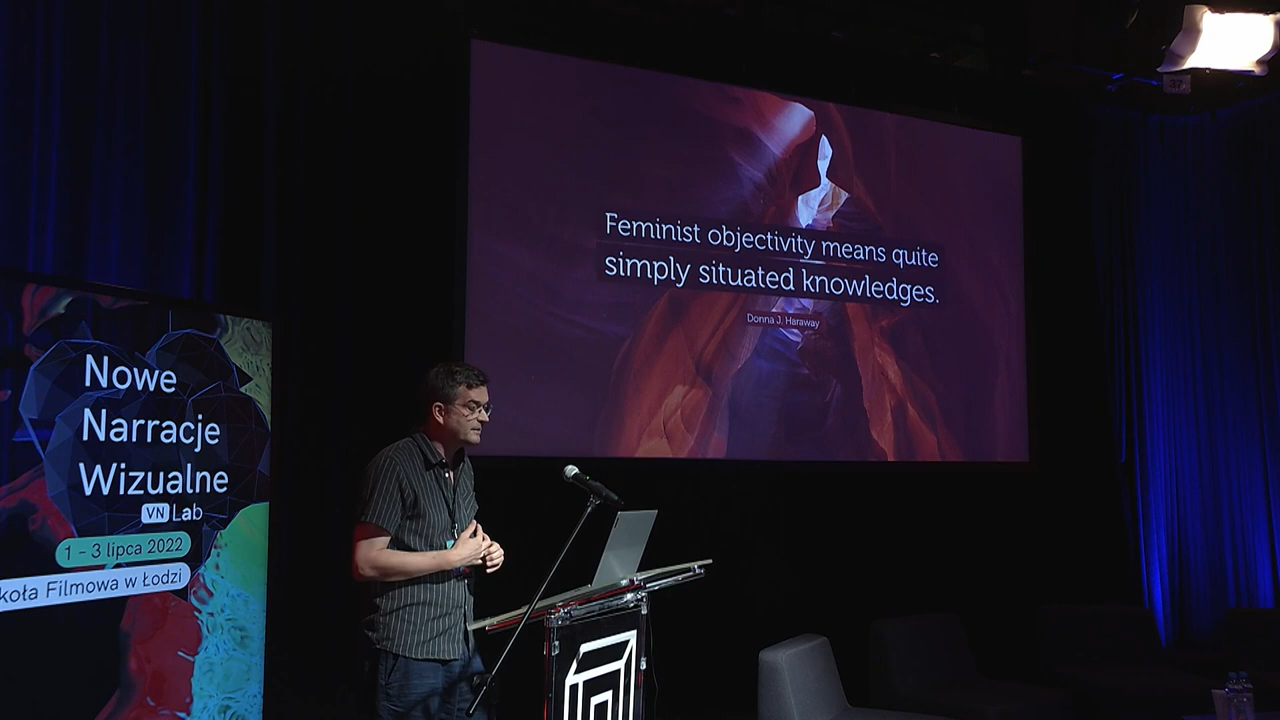 Feminist objectivity means quite
simply situated knowledges.
Donna J. Haraway
Nowe
Narracje
Wizualne
VN Lab
1 - 3 lipca 2022
koła Filmowa w Łodzi
37